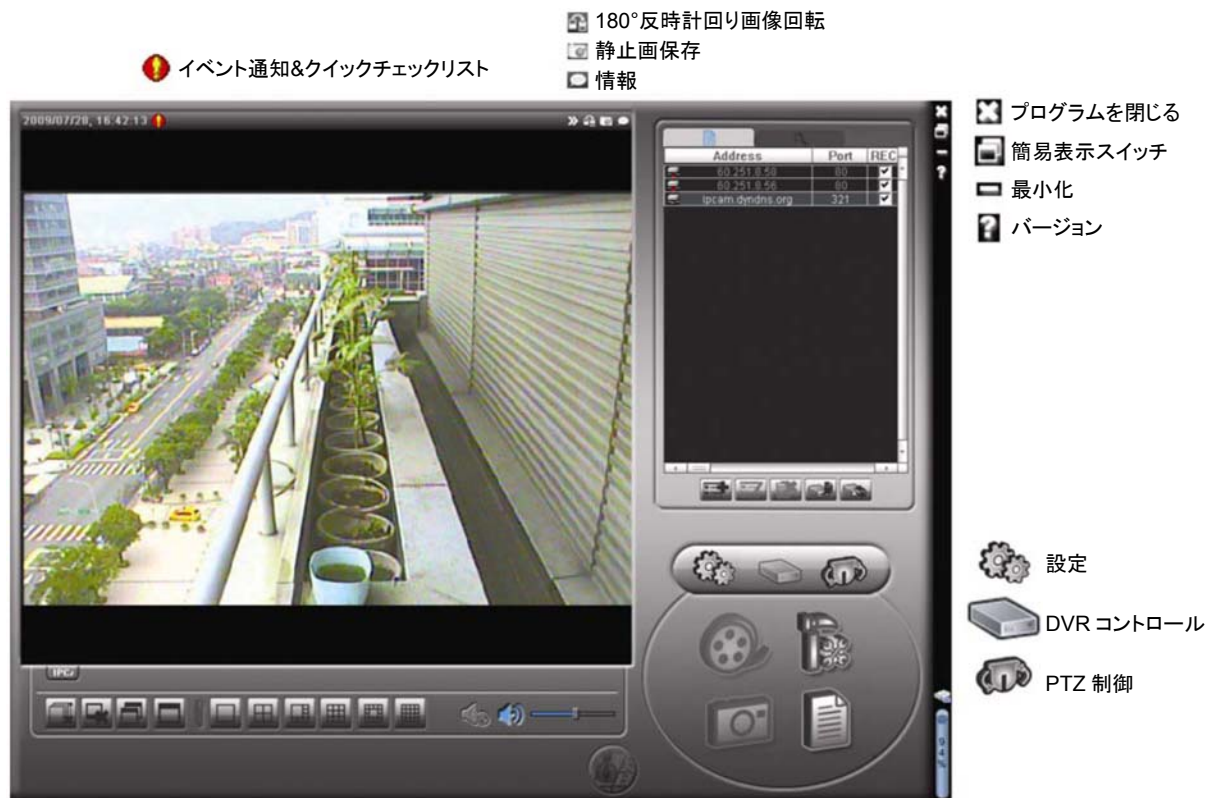 180°反時計回り画像回転
静止画保存
情報
イベント通知&クイックチェックリスト
2009/07/20, 16:42:13
Address Port REC
60.251.8.50 80
60.251.8.56 80
ipcam.dyndns.org 321
プログラムを閉じる
簡易表示スイッチ
最小化
バージョン
設定
DVR コントロール
PTZ 制御
94%